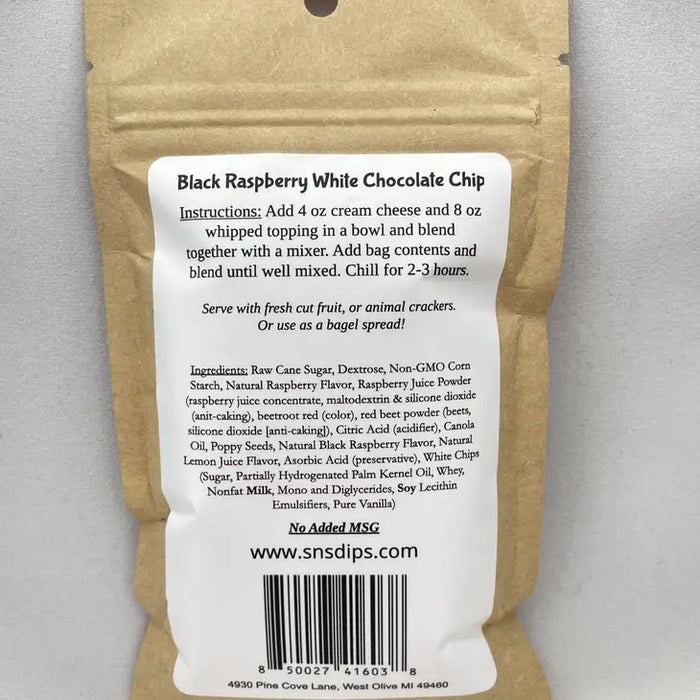 Black Raspberry White Chocolate Chip
Instructions: Add 4 oz cream cheese and 8 oz
whipped topping in a bowl and blend
together with a mixer. Add bag contents and
blend until well mixed. Chill for 2-3 hours.
Serve with fresh cut fruit, or animal crackers.
Or use as a bagel spread!
Ingredients: Raw Cane Sugar, Dextrose, Non-GMO Corn
Starch, Natural Raspberry Flavor, Raspberry Juice Powder
(raspberry juice concentrate, maltodextrin & silicone dioxide
(anit-caking), beetroot red (color), red beet powder (beets,
silicone dioxide [anti-caking]), Citric Acid (acidifier), Canola
Oil, Poppy Seeds, Natural Black Raspberry Flavor, Natural
Lemon Juice Flavor, Asorbic Acid (preservative), White Chips
(Sugar, Partially Hydrogenated Palm Kernel Oil, Whey,
Nonfat Milk, Mono and Diglycerides, Soy Lecithin
Emulsifiers, Pure Vanilla)
No Added MSG
www.snsdips.com
8 50027 41603 8
4930 Pine Cove Lane, West Olive MI 49460